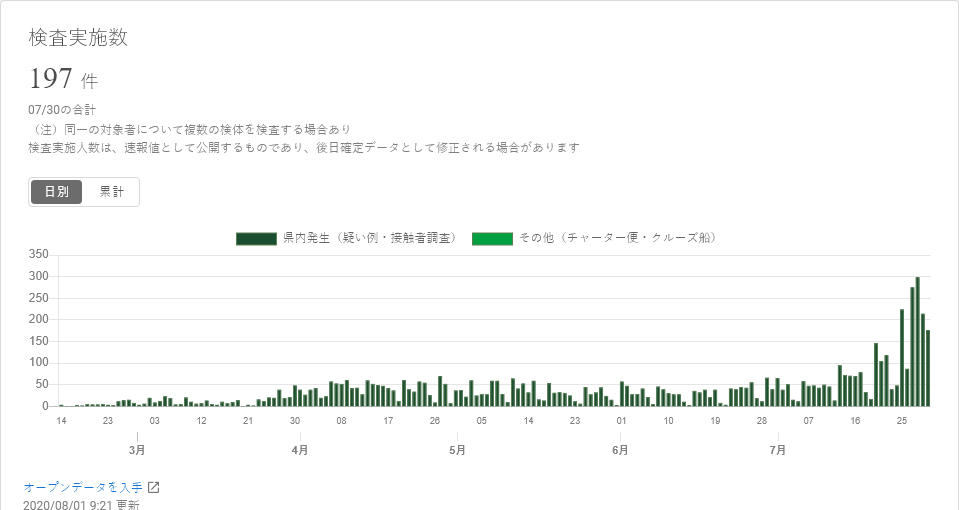 検査実施数
197 件
07/30の合計
（注）同一の対象者について複数の検体を検査する場合あり
検査実施人数は、速報値として公開するものであり、後日確定データとして修正される場合があります
日別 累計
県内発生（疑い例・接触者調査） その他（チャーター便・クルーズ船）
350
300
250
200
150
100
50
0
14 23 03 12 21 30 08 17 26 05 14 23 01 10 19 28 07 16 25
3月 4月 5月 6月 7月
オープンデータを入手
2020/08/01 9:21 更新